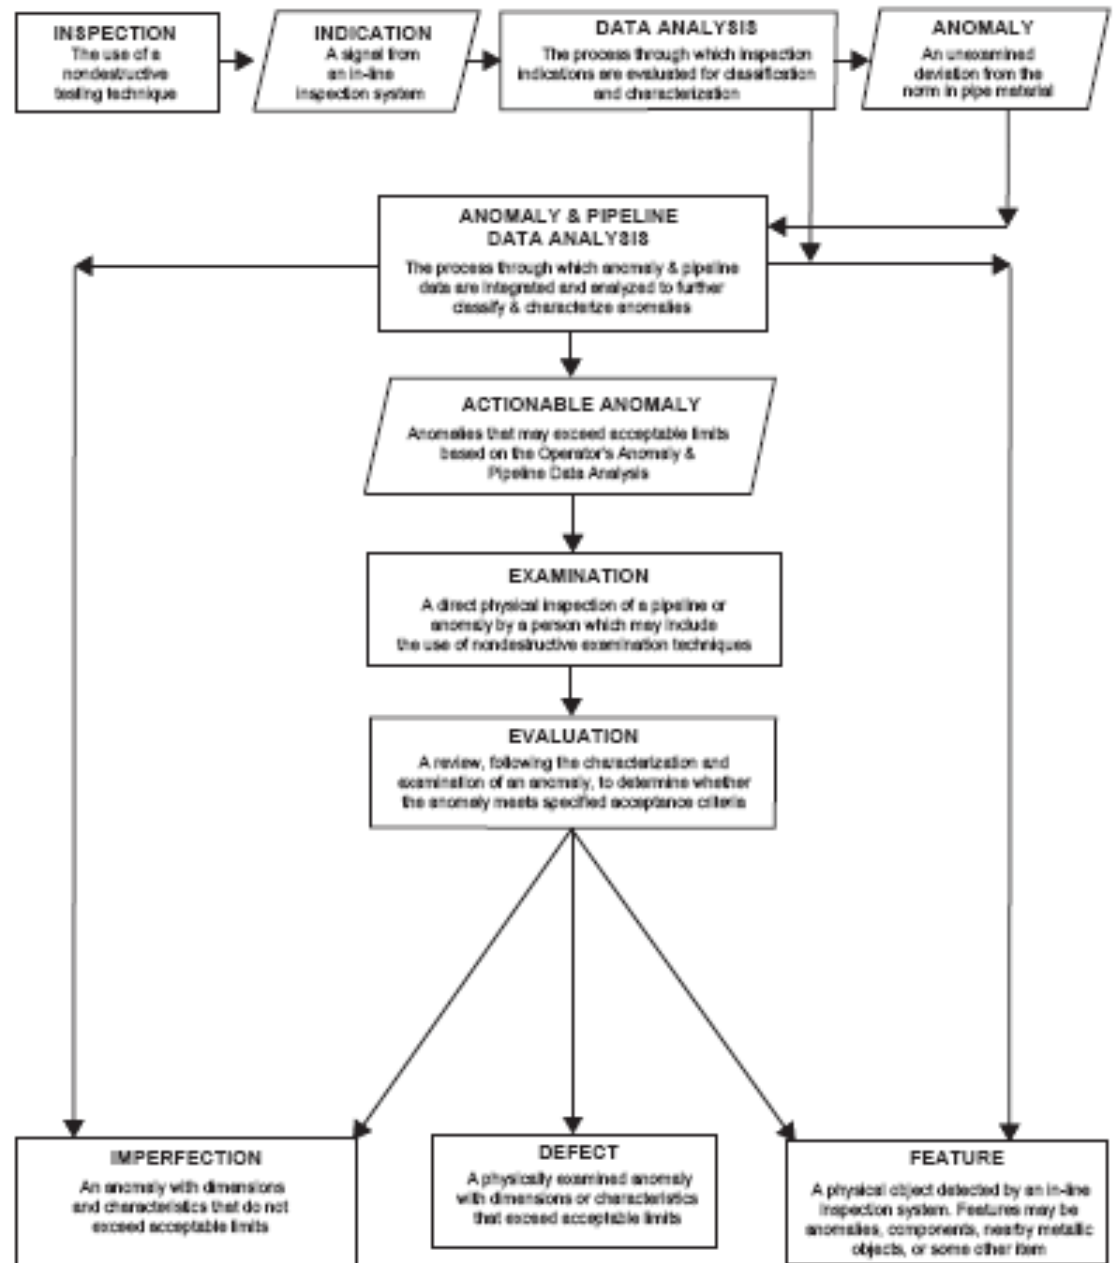 INSPECTION
The use of a
nondestructive
testing technique
INDICATION
A signal from
an in-line
inspection system
DATA ANALYSIS
The process through which inspection
indications are evaluated for classification
and characterization
ANOMALY
An unexamined
deviation from the
norm in pipe material
ANOMALY & PIPELINE
DATA ANALYSIS
The process through which anomaly & pipeline
data are integrated and analyzed to further
classify & characterize anomalies
ACTIONABLE ANOMALY
Anomalies that may exceed acceptable limits
based on the Operator's Anomaly &
Pipeline Data Analysis
EXAMINATION
A direct physical inspection of a pipeline or
anomaly by a person which may include
the use of nondestructive examination techniques
EVALUATION
A review, following the characterization and
examination of an anomaly, to determine whether
the anomaly meets specified acceptance criteria
IMPERFECTION
An anomaly with dimensions
and characteristics that do not
exceed acceptable limits
DEFECT
A physically examined anomaly
with dimensions or characteristics
that exceed acceptable limits
FEATURE
A physical object detected by an in-line
inspection system. Features may be
anomalies, components, nearby metallic
objects, or some other item